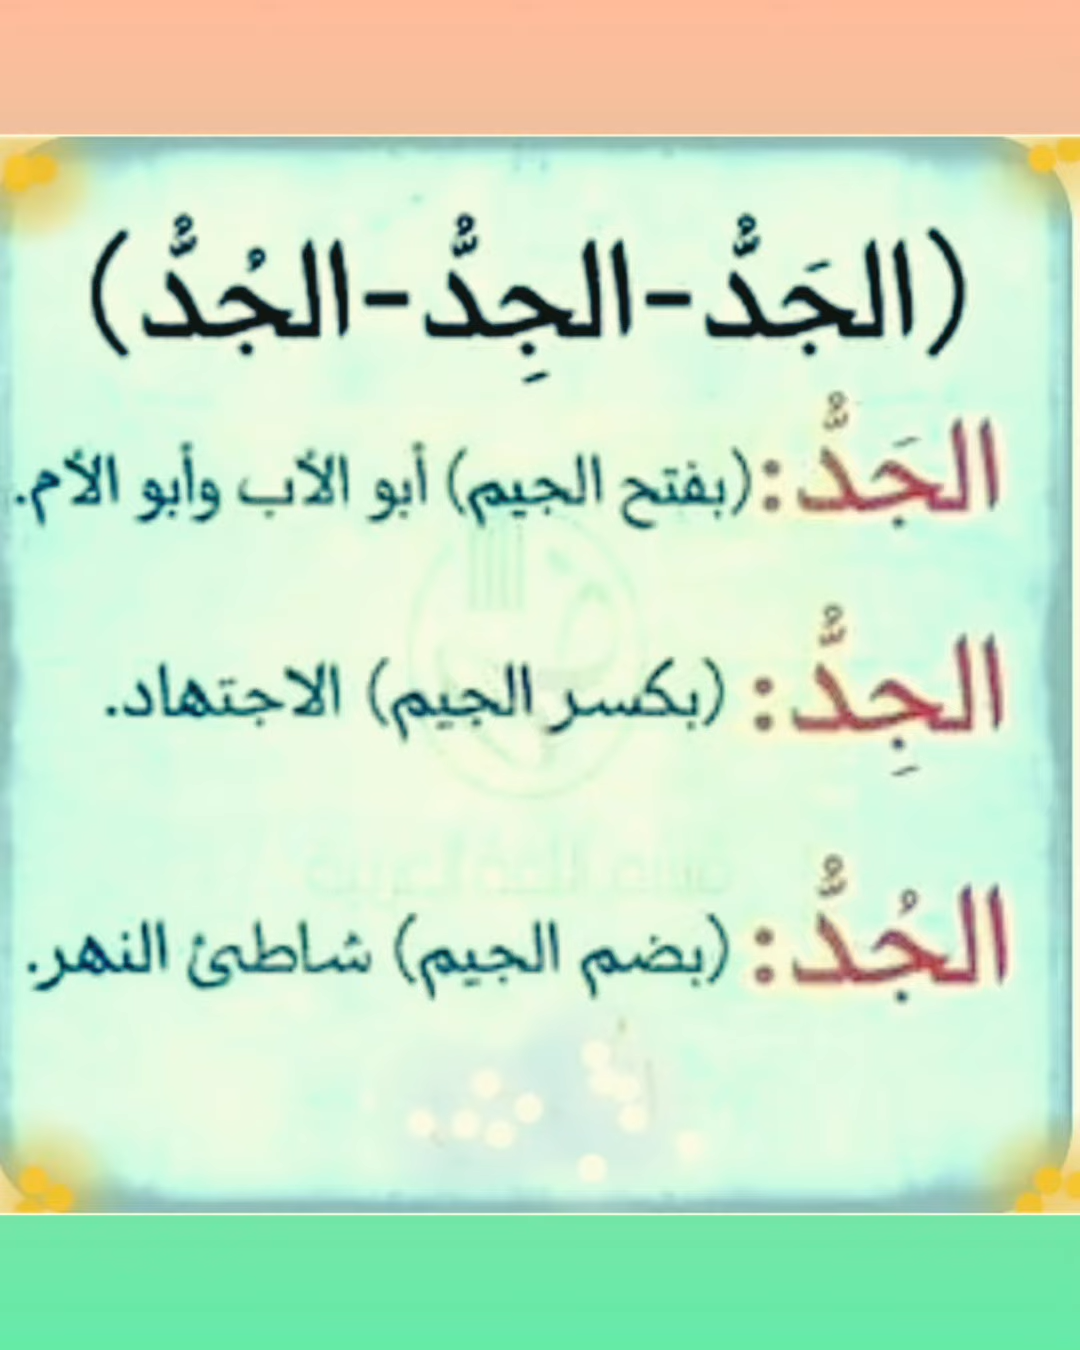 (الجَدُّ-الجِدُّ-الجُدُّ)
الجَدُّ: (بفتح الجيم) أبو الأب وأبو الأم.
الجِدُّ: (بكسر الجيم) الاجتهاد.
الجُدُّ: (بضم الجيم) شاطئ النهر.